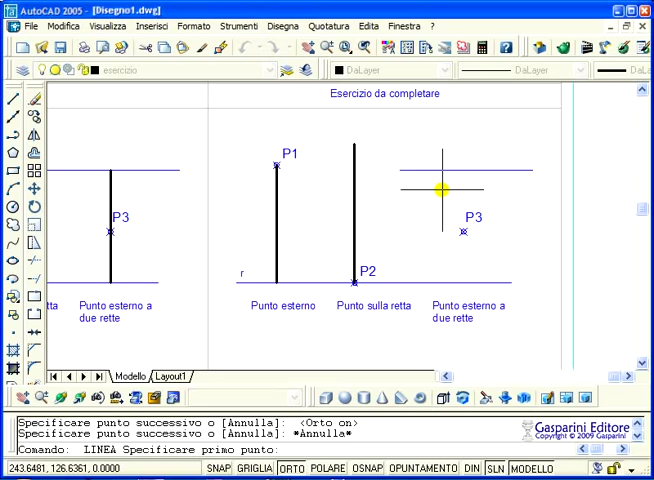 AutoCAD 2005 - [Disegno1.dwg]
File Modifica Visualizza Inserisci Formato Strumenti Disegna Quotatura Edita Finestra ?
esercizio DaLayer DaLayer DaL
Esercizio da completare
P1
P3 P3
r P2
tta Punto esterno a due rette Punto esterno Punto sulla retta Punto esterno a due rette
Modello Layout1
Specificare punto successivo o [Annulla]: <Orto on>
Specificare punto successivo o [Annulla]: *Annulla*
Comando: LINEA Specificare primo punto:
Gasparini Editore
Copyright © 2009 Gasparini
243.6481, 126.6361, 0.0000 SNAP GRIGLIA ORTO POLARE OSNAP OPUNTAMENTO DIN SLN MODELLO